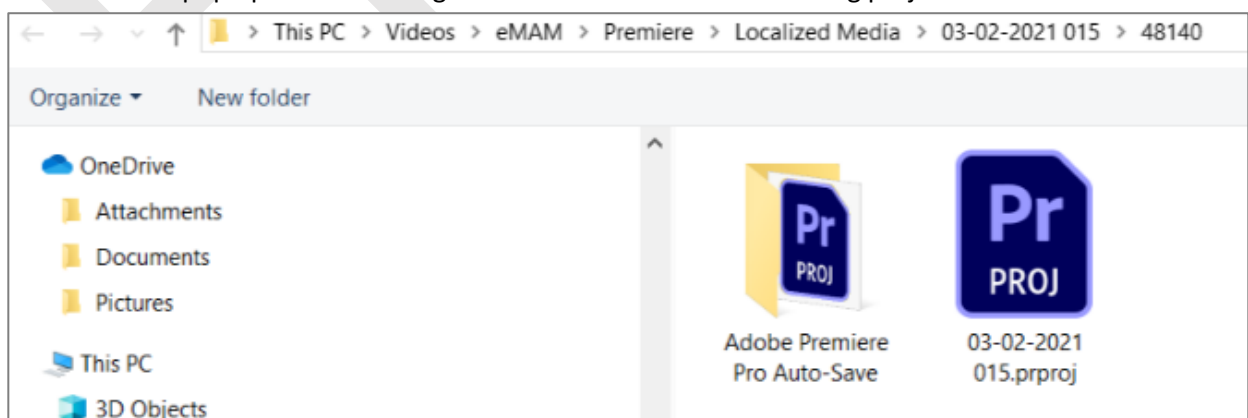 This PC > Videos > eMAM > Premiere > Localized Media > 03-02-2021 015 > 48140
Organize New folder
OneDrive
Attachments
Documents
Pictures
This PC
3D Objects
Pr
PROJ
Adobe Premiere
Pro Auto-Save
Pr
PROJ
03-02-2021
015.prproj